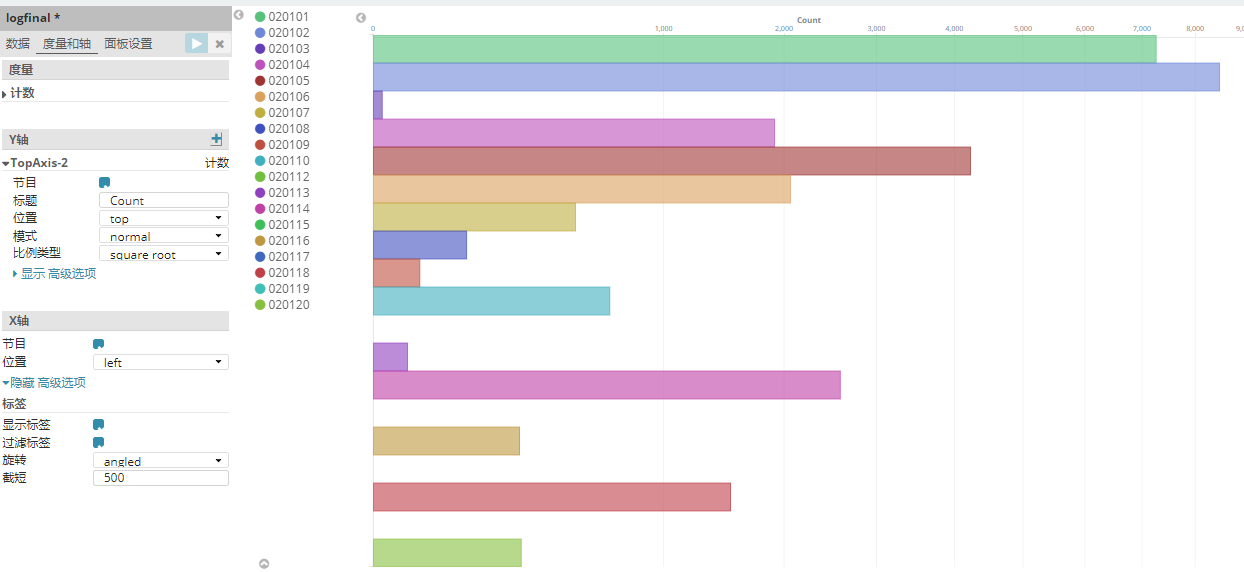 logfinal *
数据 度量和轴 面板设置
度量
计数
Y轴
TopAxis-2 计数
节目
标题 Count
位置 top
模式 normal
比例类型 square root
显示 高级选项
X轴
节目
位置 left
隐藏 高级选项
标签
显示标签
过滤标签
旋转 angled
截短 500
020101
020102
020103
020104
020105
020106
020107
020108
020109
020110
020112
020113
020114
020115
020116
020117
020118
020119
020120
Count
0 1,000 2,000 3,000 4,000 5,000 6,000 7,000 8,000